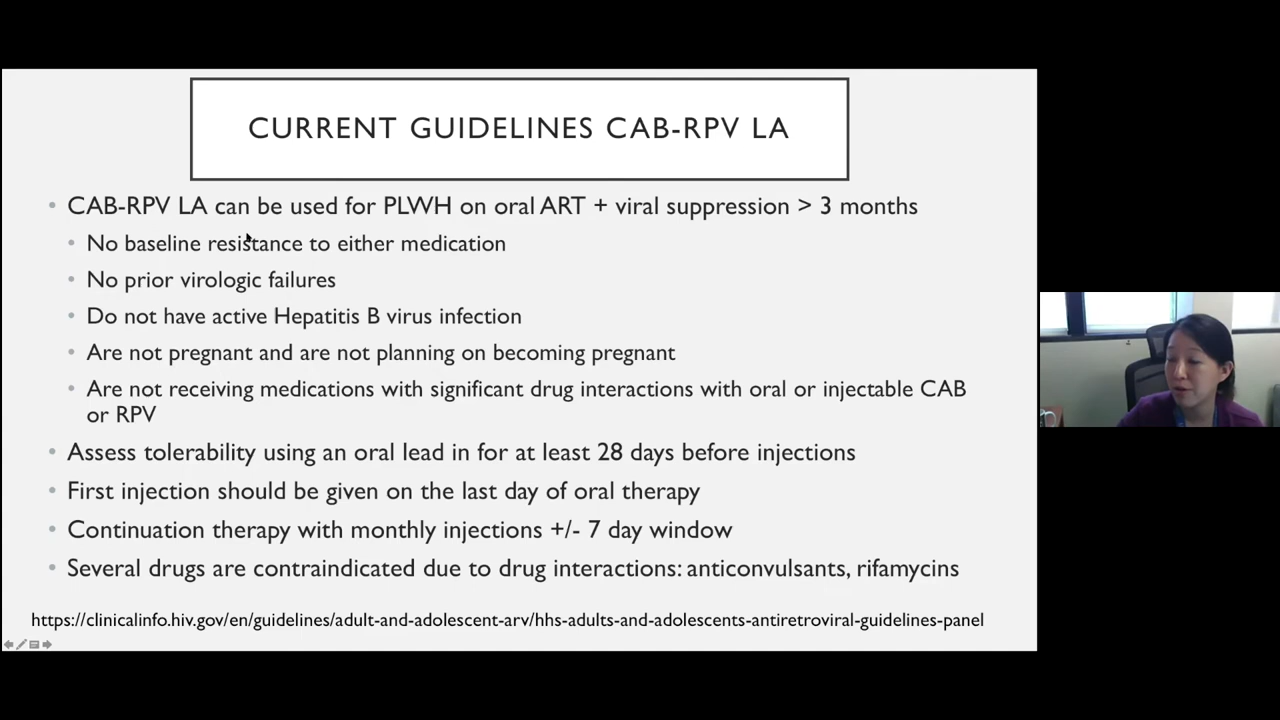 CURRENT GUIDELINES CAB-RPV LA
• CAB-RPV LA can be used for PLWH on oral ART + viral suppression > 3 months
• No baseline resistance to either medication
• No prior virologic failures
• Do not have active Hepatitis B virus infection
• Are not pregnant and are not planning on becoming pregnant
• Are not receiving medications with significant drug interactions with oral or injectable CAB
or RPV
• Assess tolerability using an oral lead in for at least 28 days before injections
• First injection should be given on the last day of oral therapy
• Continuation therapy with monthly injections +/- 7 day window
• Several drugs are contraindicated due to drug interactions: anticonvulsants, rifamycins
https://clinicalinfo.hiv.gov/en/guidelines/adult-and-adolescent-arv/hhs-adults-and-adolescents-antiretroviral-guidelines-panel